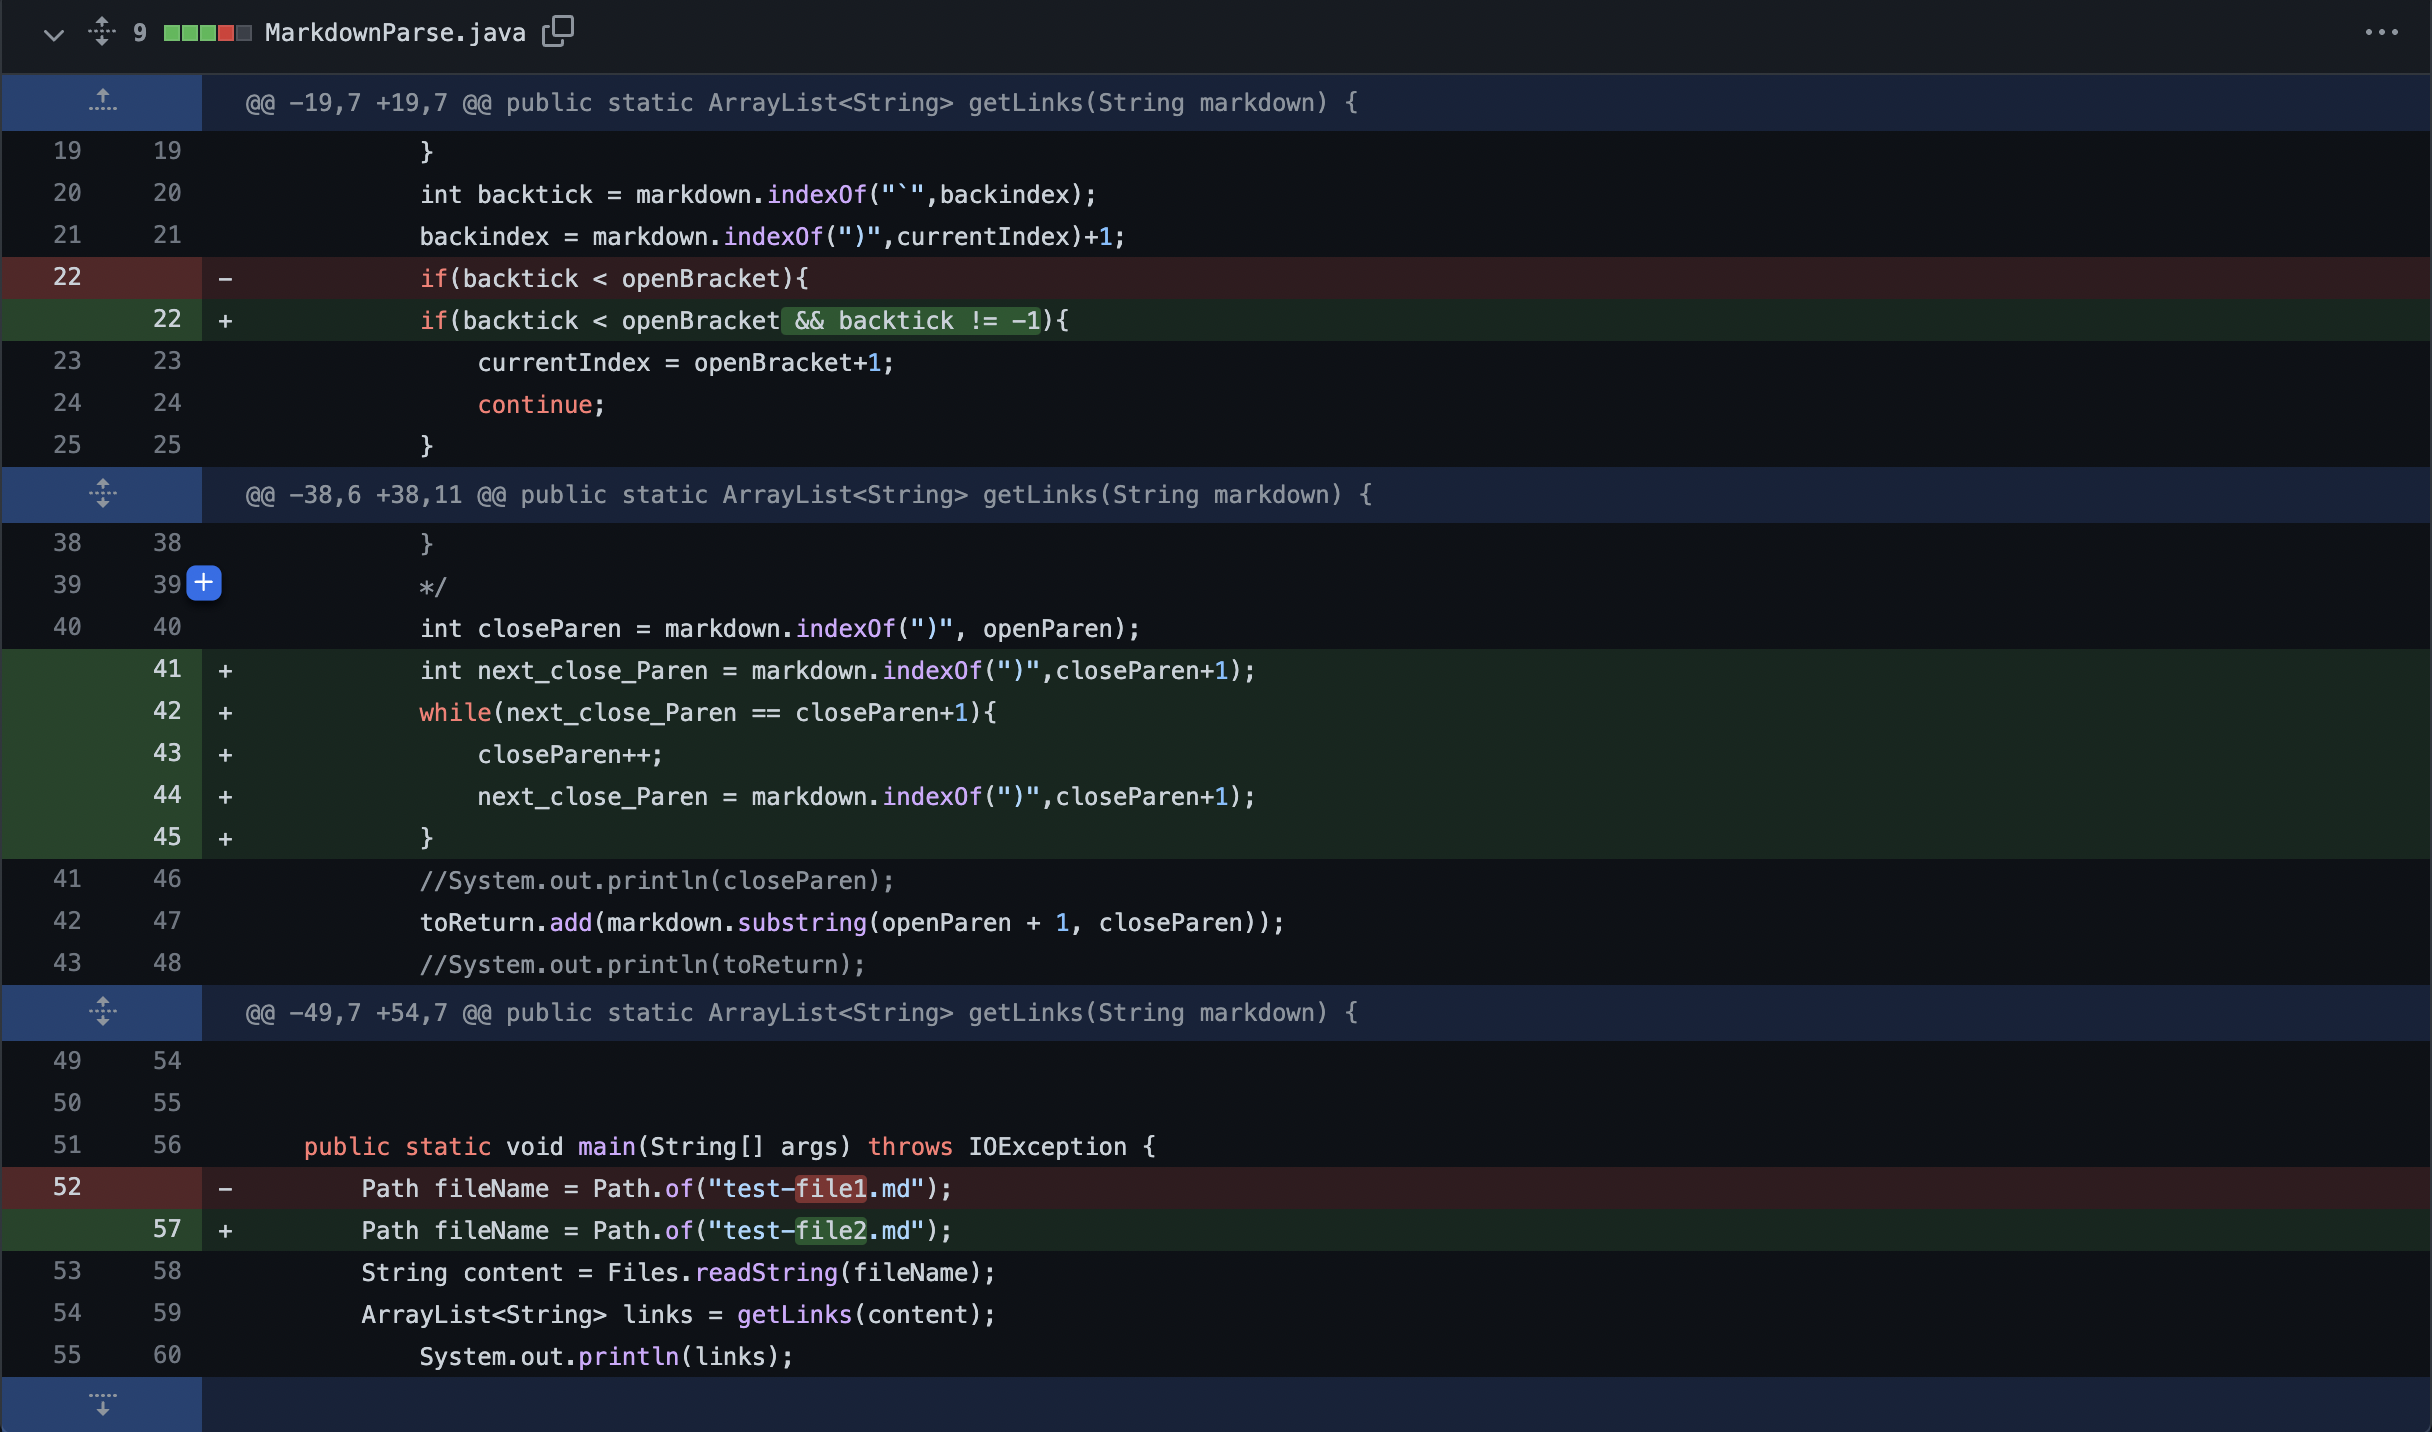 9 MarkdownParse.java
@@ -19,7 +19,7 @@ public static ArrayList<String> getLinks(String markdown) {
19 19 }
20 20 int backtick = markdown.indexOf("`",backindex);
21 21 backindex = markdown.indexOf(")",currentIndex)+1;
22 - if(backtick < openBracket){
22 + if(backtick < openBracket && backtick != -1){
23 23 currentIndex = openBracket+1;
24 24 continue;
25 25 }
@@ -38,6 +38,11 @@ public static ArrayList<String> getLinks(String markdown) {
38 38 }
39 39 */
40 40 int closeParen = markdown.indexOf(")", openParen);
41 + int next_close_Paren = markdown.indexOf(")",closeParen+1);
42 + while(next_close_Paren == closeParen+1){
43 + closeParen++;
44 + next_close_Paren = markdown.indexOf(")",closeParen+1);
45 + }
41 46 //System.out.println(closeParen);
42 47 toReturn.add(markdown.substring(openParen + 1, closeParen));
43 48 //System.out.println(toReturn);
@@ -49,7 +54,7 @@ public static ArrayList<String> getLinks(String markdown) {
49 54
50 55
51 56 public static void main(String[] args) throws IOException {
52 - Path fileName = Path.of("test-file1.md");
57 + Path fileName = Path.of("test-file2.md");
53 58 String content = Files.readString(fileName);
54 59 ArrayList<String> links = getLinks(content);
55 60 System.out.println(links);